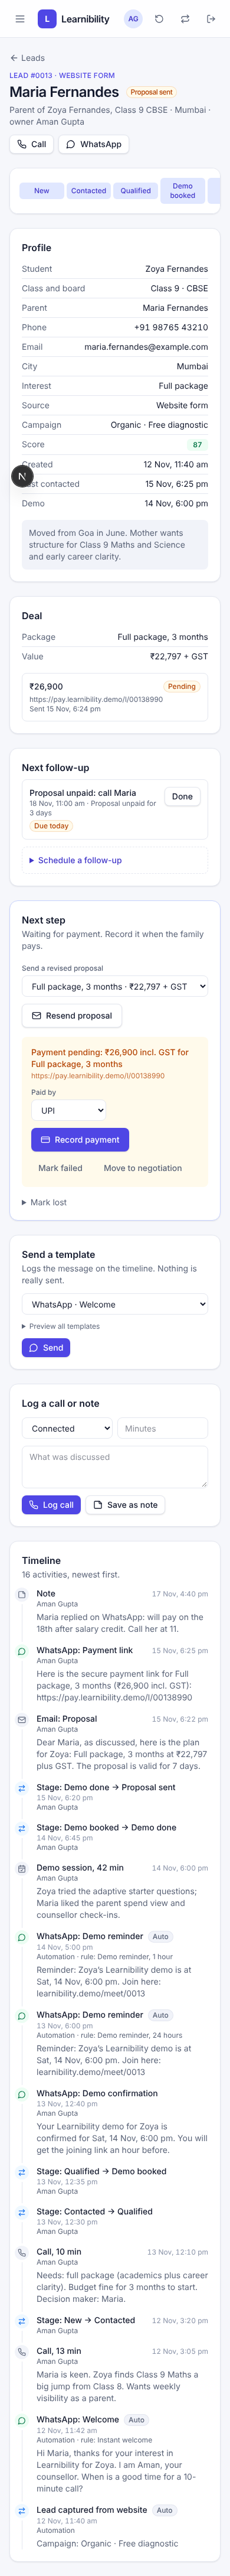 L Learnibility AG
Leads
LEAD #0013 · WEBSITE FORM
Maria Fernandes Proposal sent
Parent of Zoya Fernandes, Class 9 CBSE · Mumbai ·
owner Aman Gupta
Call WhatsApp
New Contacted Qualified Demo
booked
Profile
Student Zoya Fernandes
Class and board Class 9 · CBSE
Parent Maria Fernandes
Phone +91 98765 43210
Email maria.fernandes@example.com
City Mumbai
Interest Full package
Source Website form
Campaign Organic · Free diagnostic
Score 87
Created 12 Nov, 11:40 am
N
contacted 15 Nov, 6:25 pm
Demo 14 Nov, 6:00 pm
Moved from Goa in June. Mother wants
structure for Class 9 Maths and Science
and early career clarity.
Deal
Package Full package, 3 months
Value ₹22,797 + GST
₹26,900 Pending
https://pay.learnibility.demo/l/00138990
Sent 15 Nov, 6:24 pm
Next follow-up
Proposal unpaid: call Maria Done
18 Nov, 11:00 am · Proposal unpaid for
3 days
Due today
Schedule a follow-up
Next step
Waiting for payment. Record it when the family
pays.
Send a revised proposal
Full package, 3 months · ₹22,797 + GST
Resend proposal
Payment pending: ₹26,900 incl. GST for
Full package, 3 months
https://pay.learnibility.demo/l/00138990
Paid by
UPI
Record payment
Mark failed Move to negotiation
Mark lost
Send a template
Logs the message on the timeline. Nothing is
really sent.
WhatsApp · Welcome
Preview all templates
Send
Log a call or note
Connected Minutes
What was discussed
Log call Save as note
Timeline
16 activities, newest first.
Note 17 Nov, 4:40 pm
Aman Gupta
Maria replied on WhatsApp: will pay on the
18th after salary credit. Call her at 11.
WhatsApp: Payment link 15 Nov, 6:25 pm
Aman Gupta
Here is the secure payment link for Full
package, 3 months (₹26,900 incl. GST):
https://pay.learnibility.demo/l/00138990
Email: Proposal 15 Nov, 6:22 pm
Aman Gupta
Dear Maria, as discussed, here is the plan
for Zoya: Full package, 3 months at ₹22,797
plus GST. The proposal is valid for 7 days.
Stage: Demo done → Proposal sent
15 Nov, 6:20 pm
Aman Gupta
Stage: Demo booked → Demo done
14 Nov, 6:45 pm
Aman Gupta
Demo session, 42 min 14 Nov, 6:00 pm
Aman Gupta
Zoya tried the adaptive starter questions;
Maria liked the parent spend view and
counsellor check-ins.
WhatsApp: Demo reminder Auto
14 Nov, 5:00 pm
Automation · rule: Demo reminder, 1 hour
Reminder: Zoya's Learnibility demo is at
Sat, 14 Nov, 6:00 pm. Join here:
learnibility.demo/meet/0013
WhatsApp: Demo reminder Auto
13 Nov, 6:00 pm
Automation · rule: Demo reminder, 24 hours
Reminder: Zoya's Learnibility demo is at
Sat, 14 Nov, 6:00 pm. Join here:
learnibility.demo/meet/0013
WhatsApp: Demo confirmation
13 Nov, 12:40 pm
Aman Gupta
Your Learnibility demo for Zoya is
confirmed for Sat, 14 Nov, 6:00 pm. You will
get the joining link an hour before.
Stage: Qualified → Demo booked
13 Nov, 12:35 pm
Aman Gupta
Stage: Contacted → Qualified
13 Nov, 12:30 pm
Aman Gupta
Call, 10 min 13 Nov, 12:10 pm
Aman Gupta
Needs: full package (academics plus career
clarity). Budget fine for 3 months to start.
Decision maker: Maria.
Stage: New → Contacted 12 Nov, 3:20 pm
Aman Gupta
Call, 13 min 12 Nov, 3:05 pm
Aman Gupta
Maria is keen. Zoya finds Class 9 Maths a
big jump from Class 8. Wants weekly
visibility as a parent.
WhatsApp: Welcome Auto
12 Nov, 11:42 am
Automation · rule: Instant welcome
Hi Maria, thanks for your interest in
Learnibility for Zoya. I am Aman, your
counsellor. When is a good time for a 10-
minute call?
Lead captured from website Auto
12 Nov, 11:40 am
Automation
Campaign: Organic · Free diagnostic